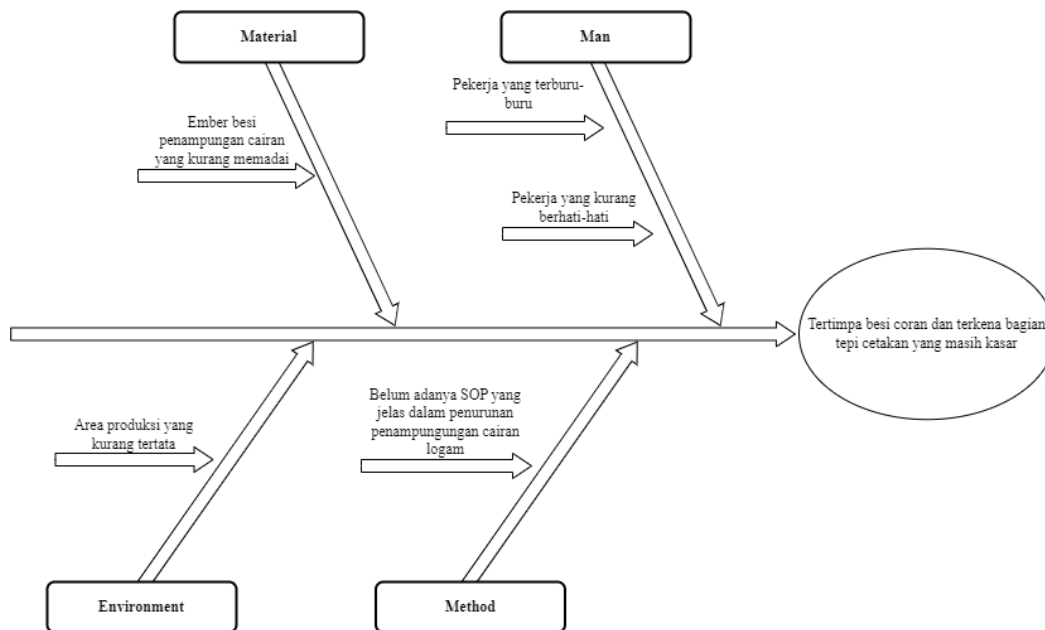 Material
Man
Pekerja yang terburu-
buru
Ember besi
penampungan cairan
yang kurang memadai
Pekerja yang kurang
berhati-hati
Tertimpa besi coran dan terkena bagian
tepi cetakan yang masih kasar
Belum adanya SOP yang
jelas dalam penurunan
penampungungan cairan
logam
Area produksi yang
kurang tertata
Environment
Method